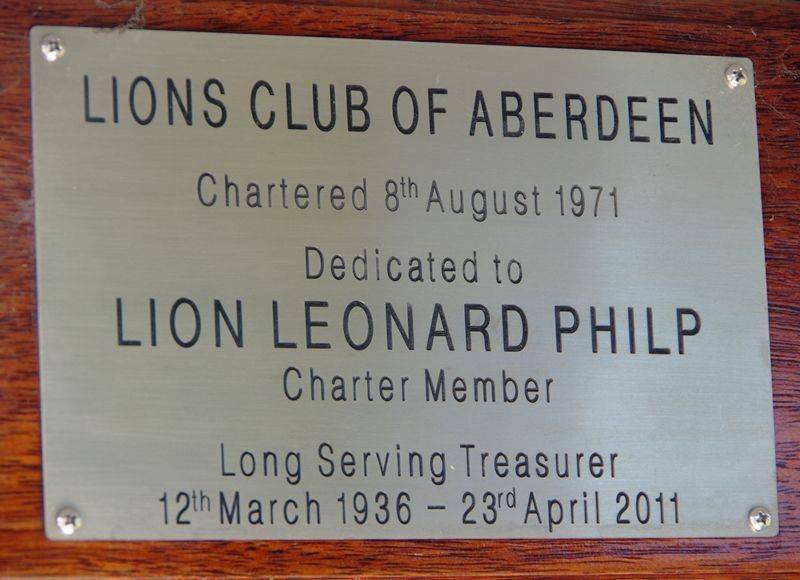 LIONS CLUB OF ABERDEEN
Chartered 8th August 1971
Dedicated to
LION LEONARD PHILP
Charter Member
Long Serving Treasurer
12th March 1936 – 23rd April 2011